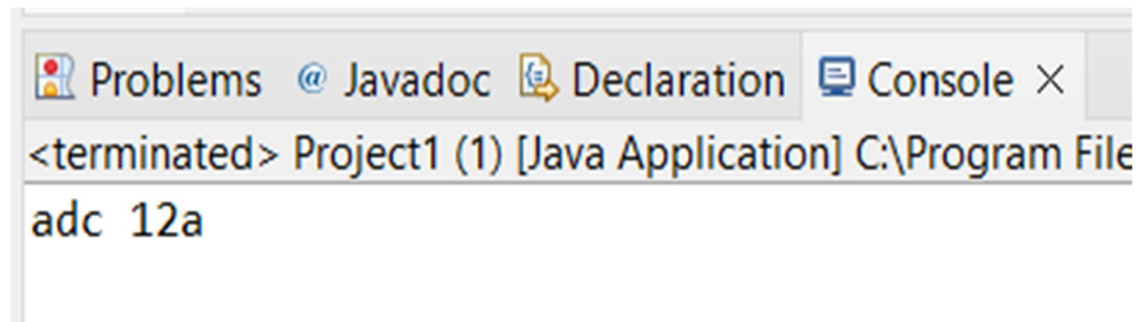 Problems @ Javadoc Declaration Console
<terminated> Project1 (1) [Java Application] C:\Program File
adc 12a